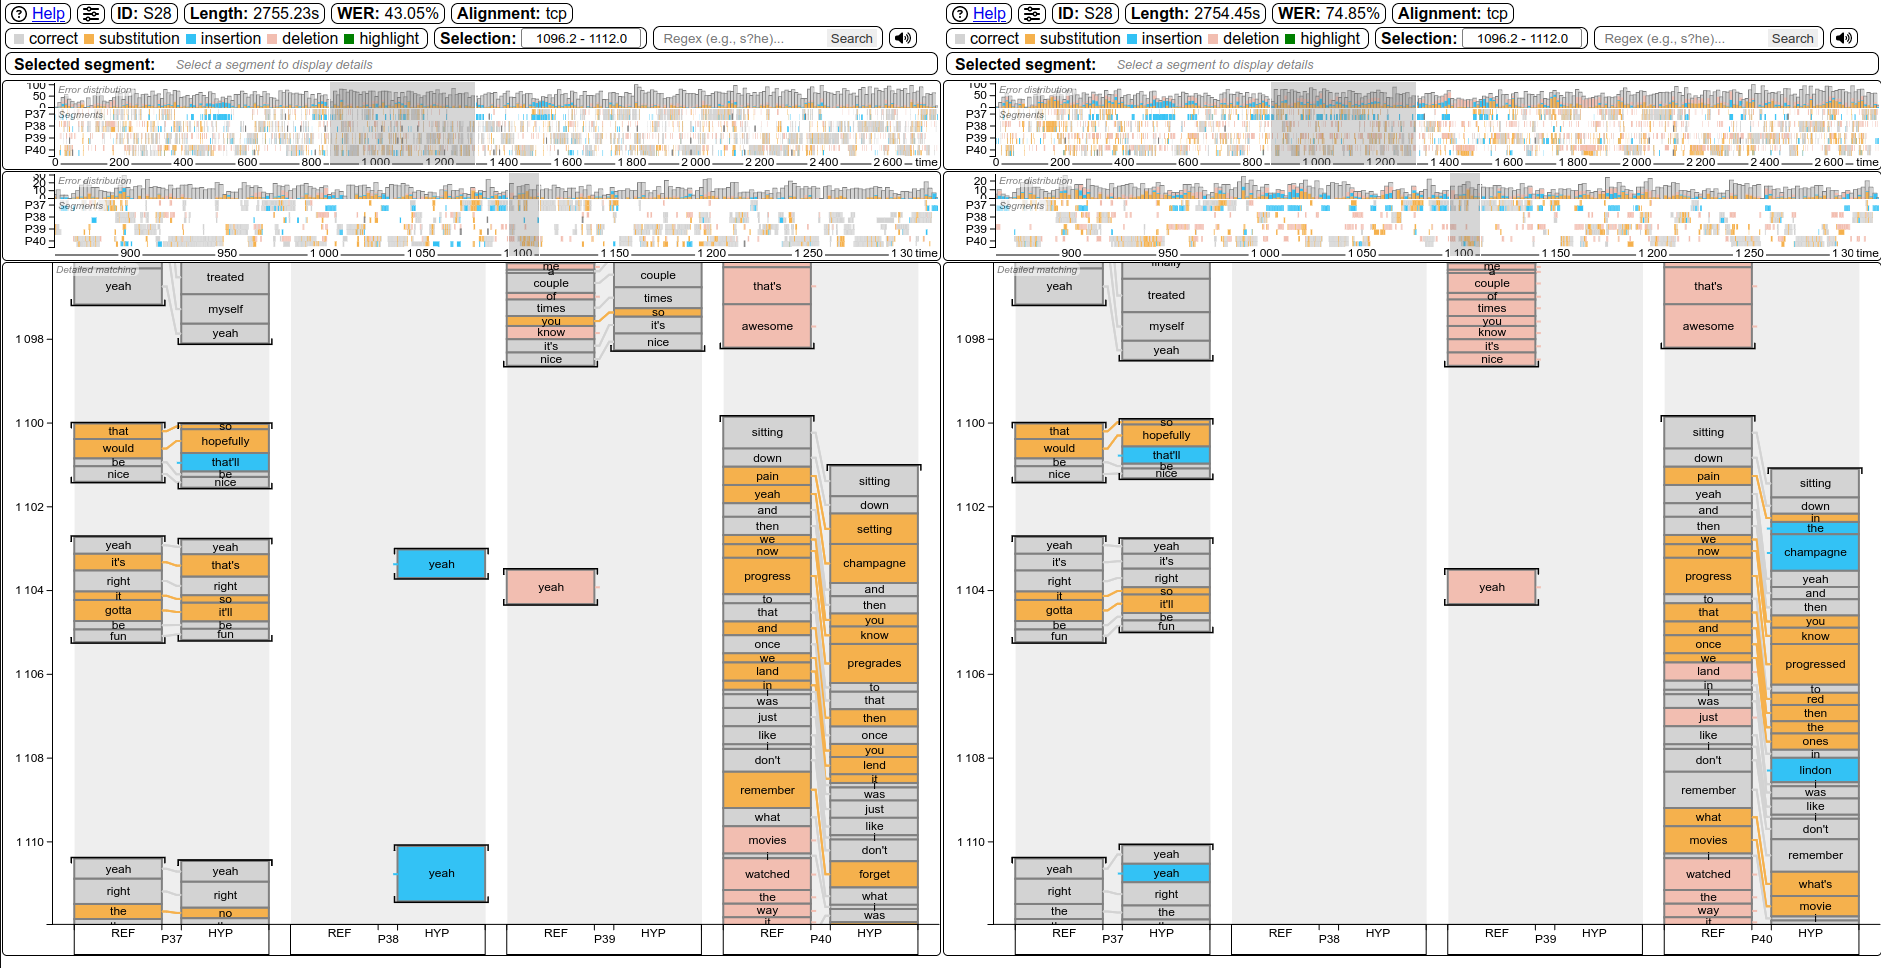 Help ID: S28 Length: 2755.23s WER: 43.05% Alignment: tcp
correct substitution insertion deletion highlight Selection: 1096.2 - 1112.0 Regex (e.g., s?he)... Search
Selected segment: Select a segment to display details
100
50
0
Error distribution
Segments
P37
P38
P39
P40
0 200 400 600 800 1 000 1 200 1 400 1 600 1 800 2 000 2 200 2 400 2 600 time
20
10
0
Error distribution
Segments
P37
P38
P39
P40
900 950 1 000 1 050 1 100 1 150 1 200 1 250 1 300 time
Detailed matching
1 098
1 100
1 102
1 104
1 106
1 108
1 110
yeah
that
would
be
nice
yeah
it's
right
it
gotta
be
fun
yeah
right
the
treated
myself
yeah
so
hopefully
that'll
be
nice
yeah
that's
right
so
it'll
be
fun
yeah
right
no
yeah
yeah
me
a
couple
of
times
you
know
it's
nice
yeah
couple
times
so
it's
nice
that's
awesome
sitting
down
pain
yeah
and
then
we
now
progress
to
that
and
once
we
land
in
i
was
just
like
i
don't
remember
what
movies
i
watched
the
way
it
sitting
down
setting
champagne
and
then
you
know
pregrades
to
that
then
once
you
lend
it
i
was
just
like
i
don't
forget
what
i
was
REF HYP REF HYP REF HYP REF HYP
P37 P38 P39 P40
Help ID: S28 Length: 2754.45s WER: 74.85% Alignment: tcp
correct substitution insertion deletion highlight Selection: 1096.2 - 1112.0 Regex (e.g., s?he)... Search
Selected segment: Select a segment to display details
100
50
0
Error distribution
Segments
P37
P38
P39
P40
0 200 400 600 800 1 000 1 200 1 400 1 600 1 800 2 000 2 200 2 400 2 600 time
20
10
0
Error distribution
Segments
P37
P38
P39
P40
900 950 1 000 1 050 1 100 1 150 1 200 1 250 1 300 time
Detailed matching
1 098
1 100
1 102
1 104
1 106
1 108
1 110
yeah
that
would
be
nice
yeah
it's
right
it
gotta
be
fun
yeah
right
the
finally
treated
myself
yeah
so
hopefully
that'll
be
nice
yeah
it's
right
so
it'll
be
fun
yeah
yeah
right
the
me
a
couple
of
times
you
know
it's
nice
yeah
that's
awesome
sitting
down
pain
yeah
and
then
we
now
progress
to
that
and
once
we
land
in
i
was
just
like
i
don't
remember
what
movies
i
watched
the
way
it
sitting
down
in
the
champagne
yeah
and
then
you
know
progressed
to
red
then
the
ones
in
lindon
i
was
like
i
don't
remember
what's
movie
i
REF HYP REF HYP REF HYP REF HYP
P37 P38 P39 P40